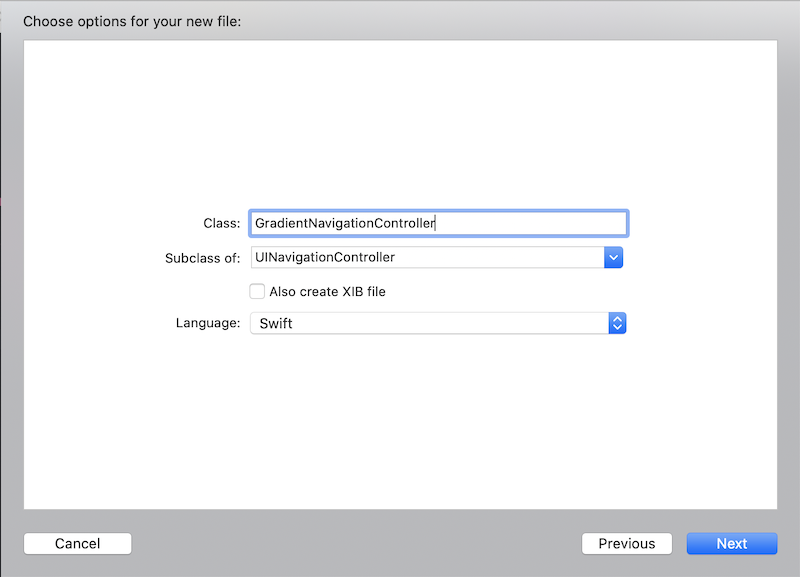 Choose options for your new file:
Class: GradientNavigationController
Subclass of: UINavigationController
Also create XIB file
Language: Swift
Cancel Previous Next